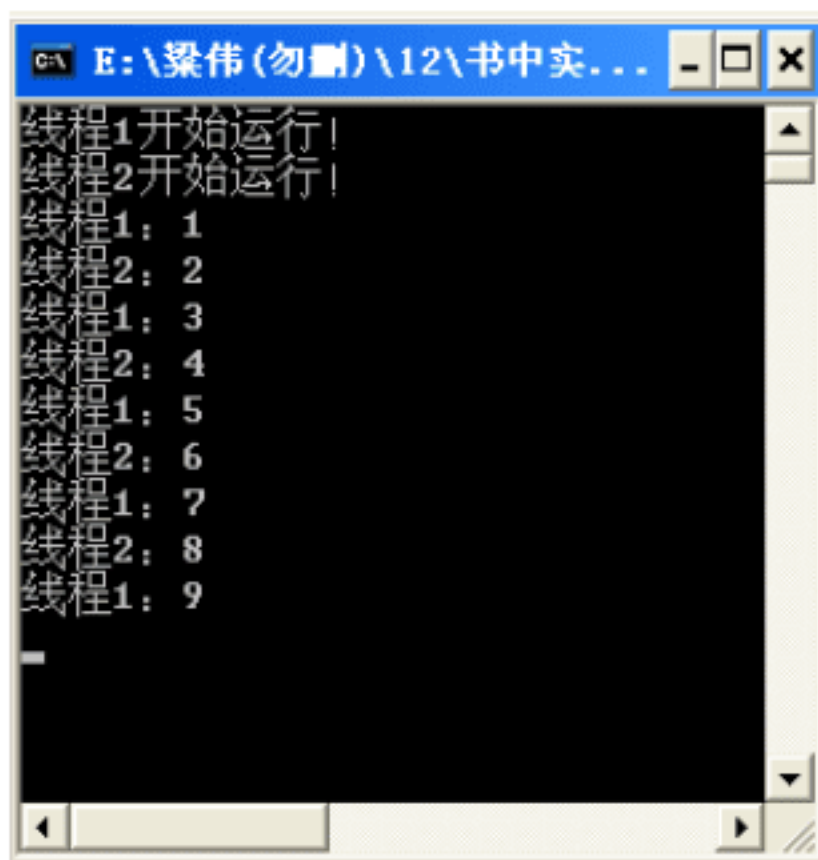 E:\梁伟(勿删)\12\书中实...
线程1开始运行!
线程2开始运行!
线程1: 1
线程2: 2
线程1: 3
线程2: 4
线程1: 5
线程2: 6
线程1: 7
线程2: 8
线程1: 9